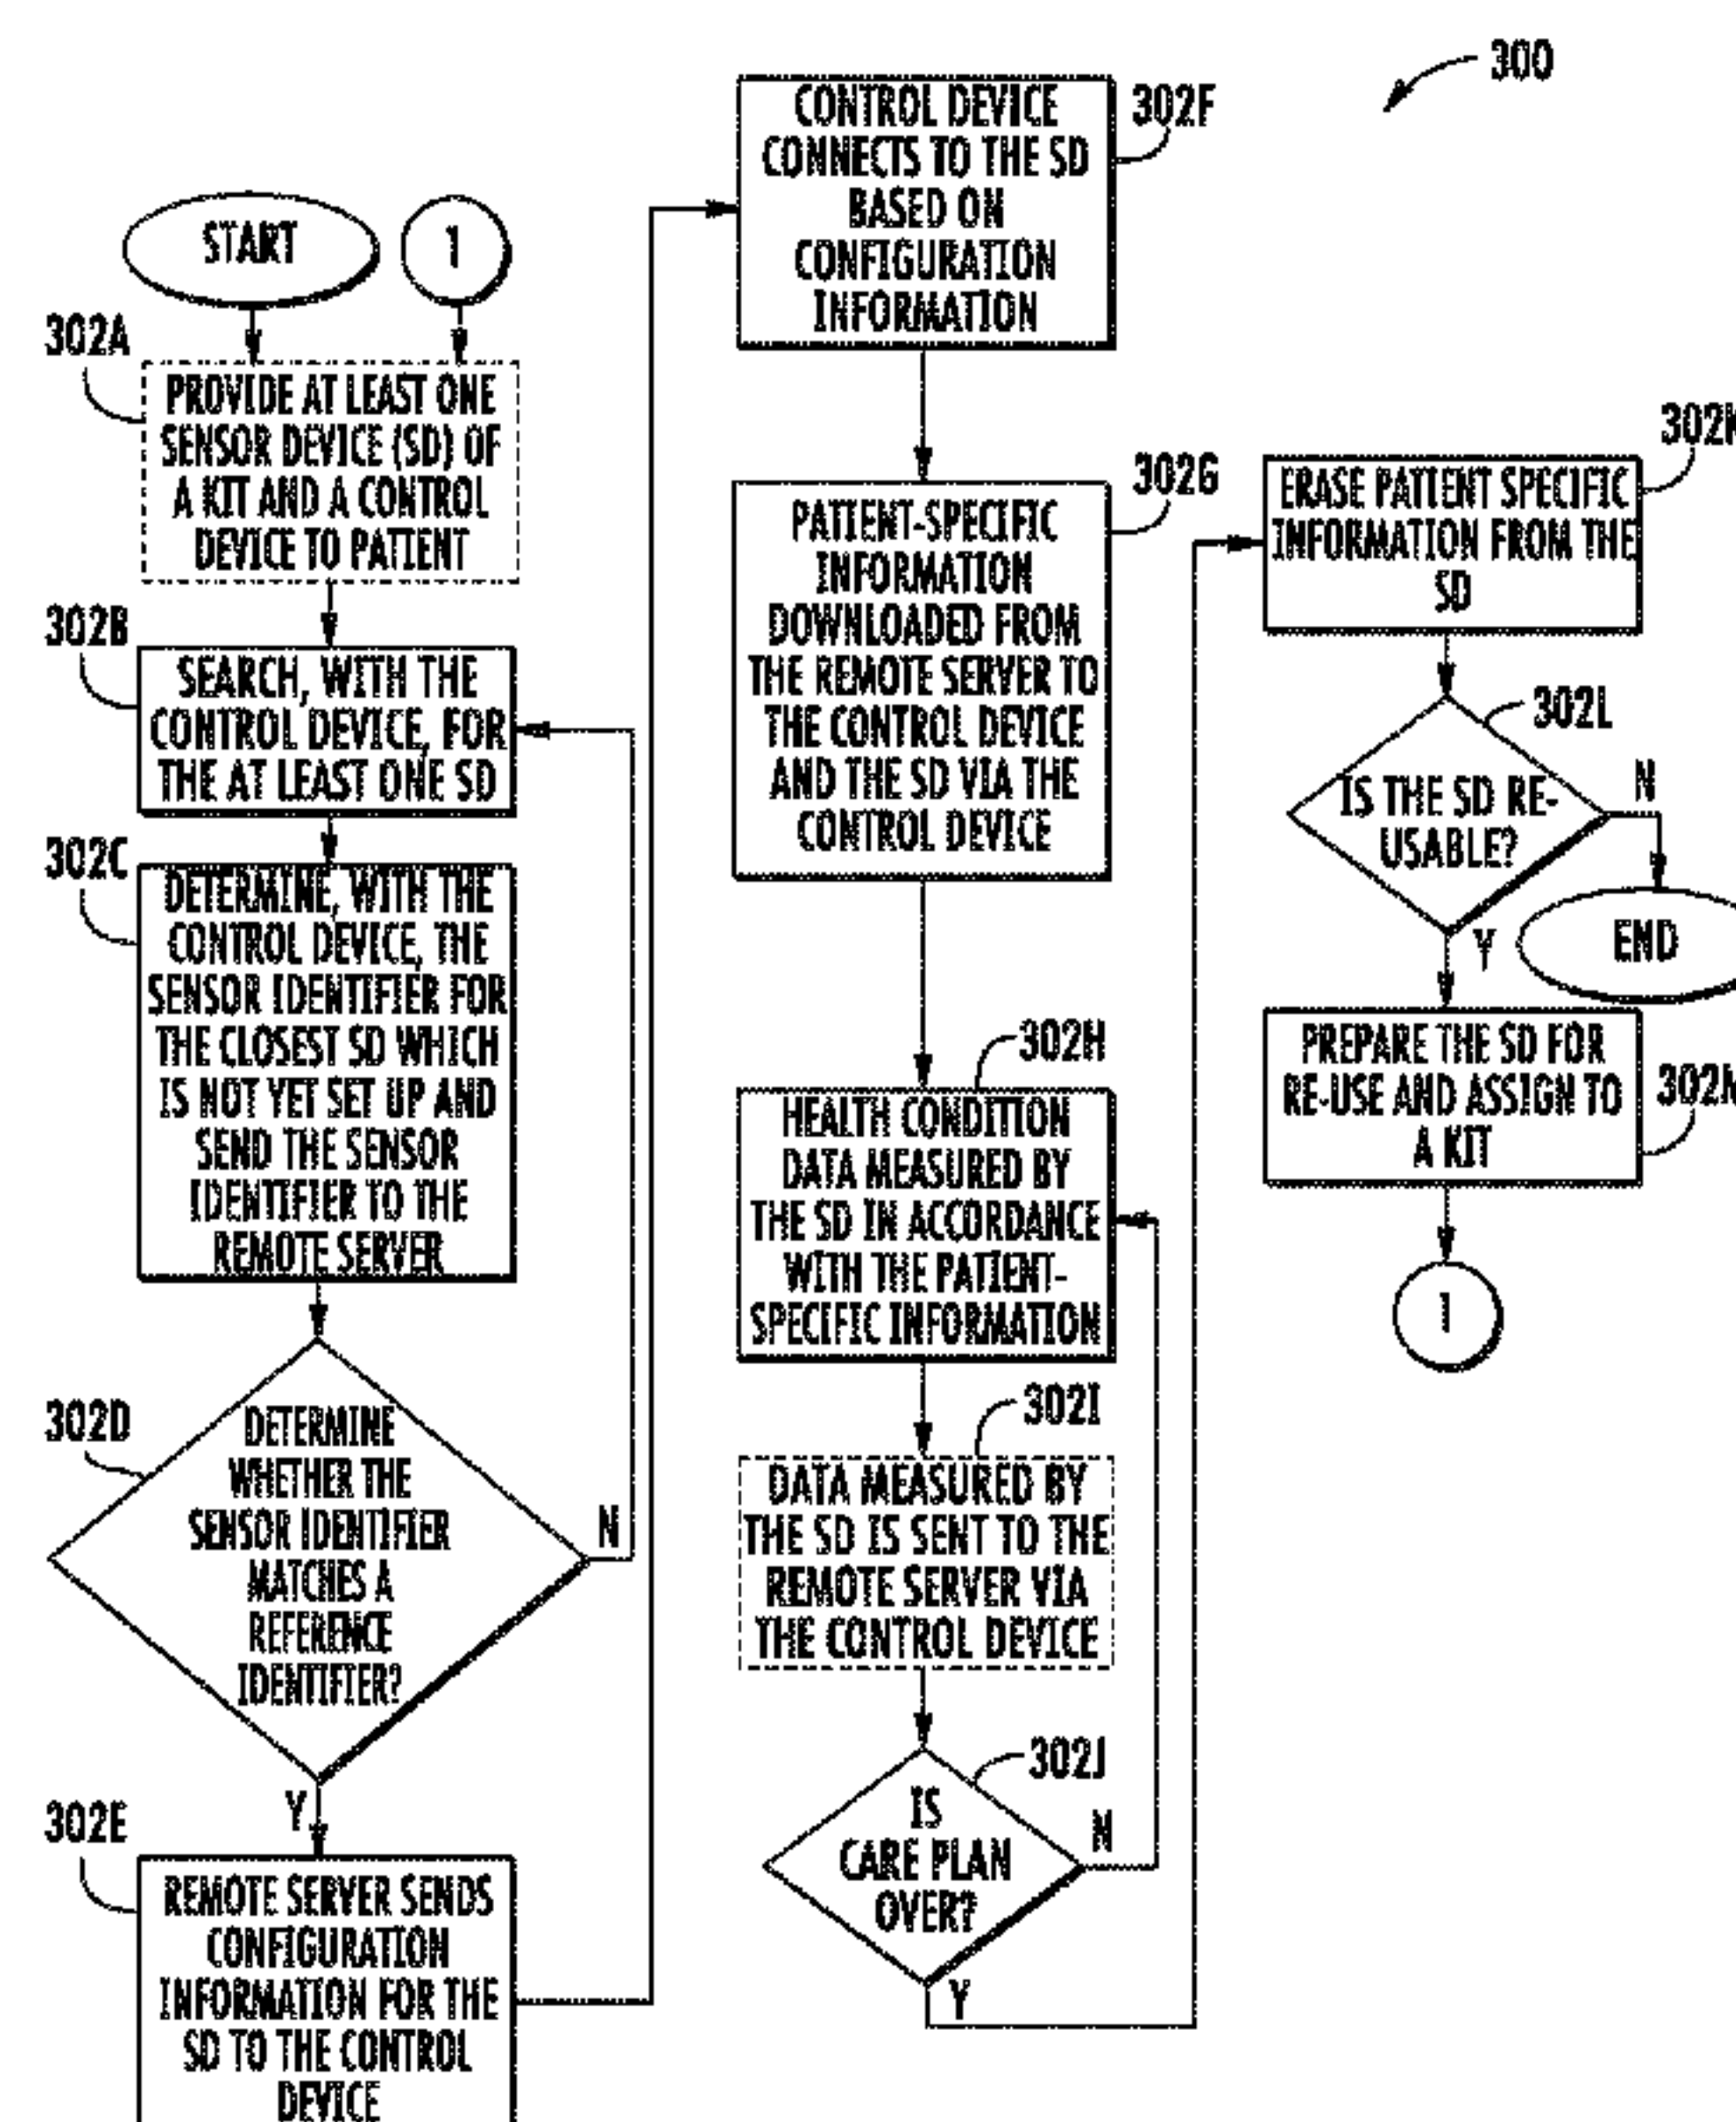 300
START
1
302A
PROVIDE AT LEAST ONE
SENSOR DEVICE (SD) OF
A KIT AND A CONTROL
DEVICE TO PATIENT
302B
SEARCH, WITH THE
CONTROL DEVICE, FOR
THE AT LEAST ONE SD
302C
DETERMINE, WITH THE
CONTROL DEVICE, THE
SENSOR IDENTIFIER FOR
THE CLOSEST SD WHICH
IS NOT YET SET UP AND
SEND THE SENSOR
IDENTIFIER TO THE
REMOTE SERVER
302D
DETERMINE
WHETHER THE
SENSOR IDENTIFIER
MATCHES A
REFERENCE
IDENTIFIER?
N
Y
302E
REMOTE SERVER SENDS
CONFIGURATION
INFORMATION FOR THE
SD TO THE CONTROL
DEVICE
302F
CONTROL DEVICE
CONNECTS TO THE SD
BASED ON
CONFIGURATION
INFORMATION
302G
PATIENT-SPECIFIC
INFORMATION
DOWNLOADED FROM
THE REMOTE SERVER TO
THE CONTROL DEVICE
AND THE SD VIA THE
CONTROL DEVICE
302H
HEALTH CONDITION
DATA MEASURED BY
THE SD IN ACCORDANCE
WITH THE PATIENT-
SPECIFIC INFORMATION
302I
DATA MEASURED BY
THE SD IS SENT TO THE
REMOTE SERVER VIA
THE CONTROL DEVICE
302J
IS
CARE PLAN
OVER?
N
Y
ERASE PATIENT SPECIFIC
INFORMATION FROM THE
SD
302L
IS THE SD RE-
USABLE?
N
END
Y
PREPARE THE SD FOR
RE-USE AND ASSIGN TO
A KIT
1